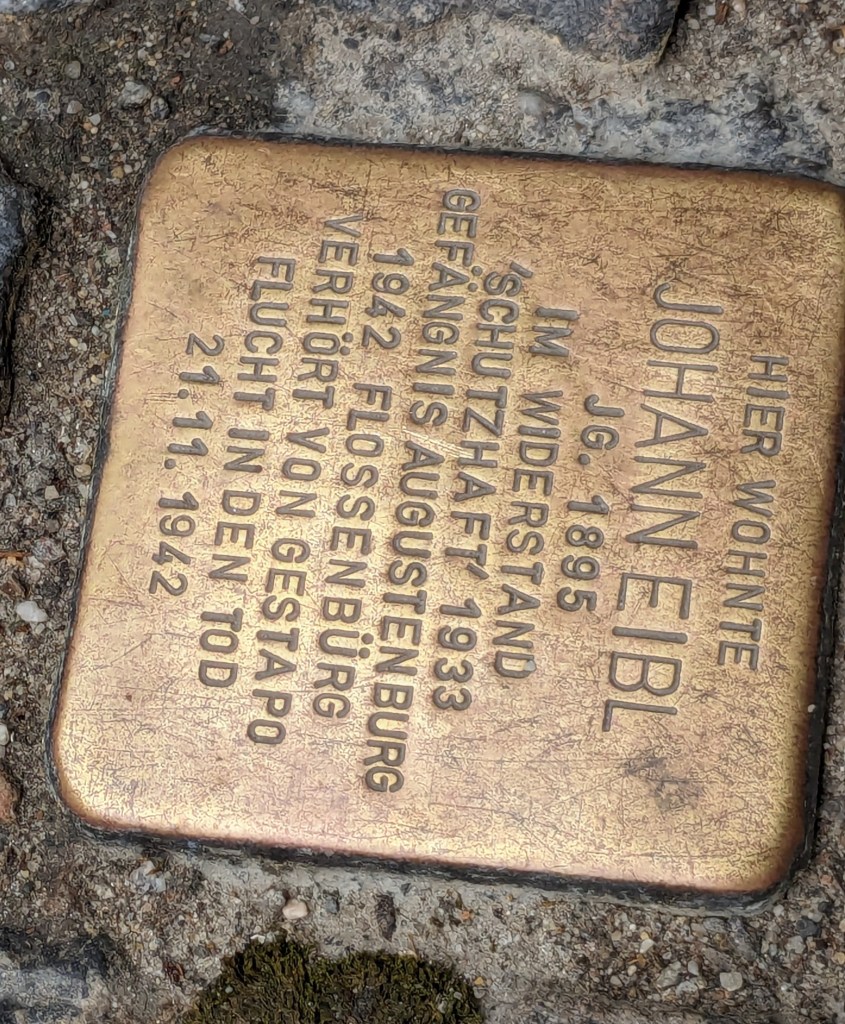 HIER WOHNTE
JOHANN EIBL
JG. 1895
IM WIDERSTAND
'SCHUTZHAFT' 1933
GEFÄNGNIS AUGUSTENBURG
1942 FLOSSENBÜRG
VERHÖRT VON GESTAPO
FLUCHT IN DEN TOD
21.11.1942